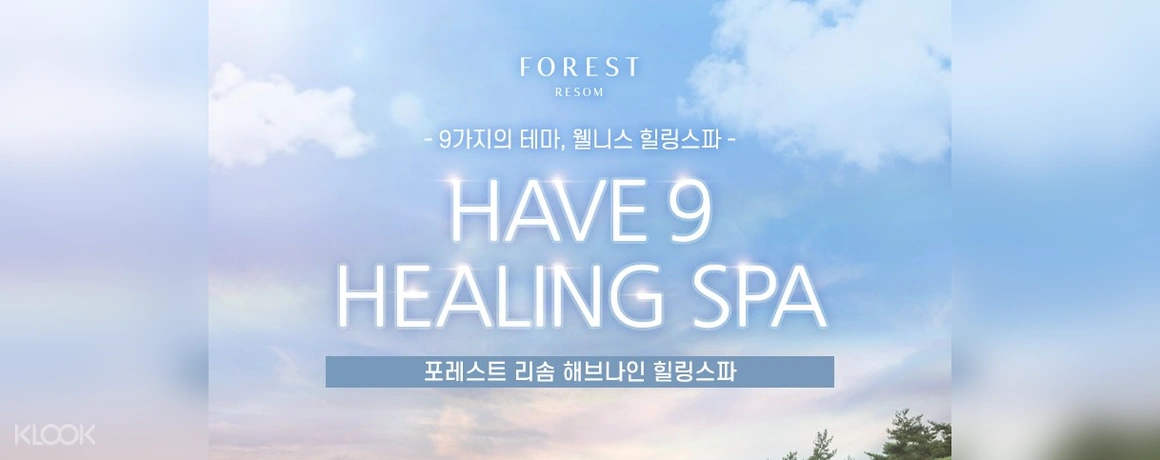 FOREST
RESOM
- 9가지의 테마, 웰니스 힐링스파 -
HAVE 9
HEALING SPA
포레스트 리솜 해브나인 힐링스파
KLOOK